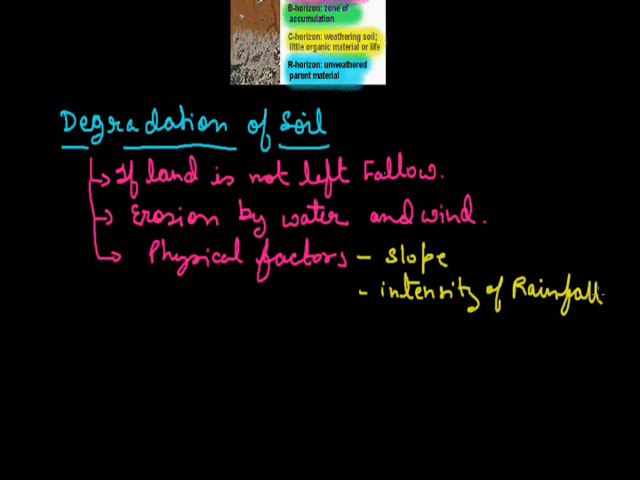 B-horizon: zone of
accumulation
C-horizon: weathering soil;
little organic material or life
R-horizon: unweathered
parent material
Degradation of Soil
If land is not left Fallow.
Erosion by water and wind.
Physical factors - slope
- intensity of Rainfall